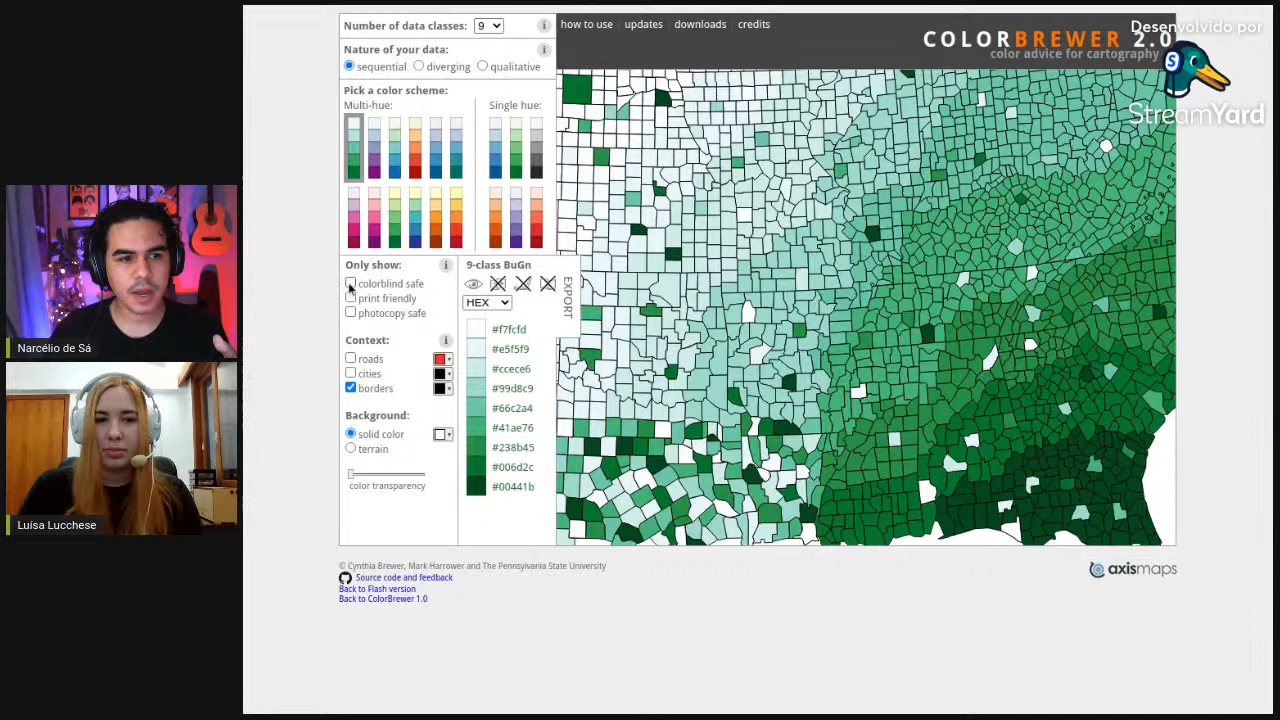 Number of data classes: 9
i
how to use updates downloads credits
COLORBREWER 2.0
color advice for cartography
Desenvolvido por
S
StreamYard
Nature of your data:
i
sequential diverging qualitative
Pick a color scheme:
Multi-hue: Single hue:
Only show:
i
colorblind safe
print friendly
photocopy safe
Context:
i
roads
cities
borders
Background:
solid color
terrain
color transparency
9-class BuGn
EXPORT
HEX
#f7fcfd
#e5f5f9
#ccece6
#99d8c9
#66c2a4
#41ae76
#238b45
#006d2c
#00441b
Narcélio de Sá
Luísa Lucchese
© Cynthia Brewer, Mark Harrower and The Pennsylvania State University
Source code and feedback
Back to Flash version
Back to ColorBrewer 1.0
axismaps